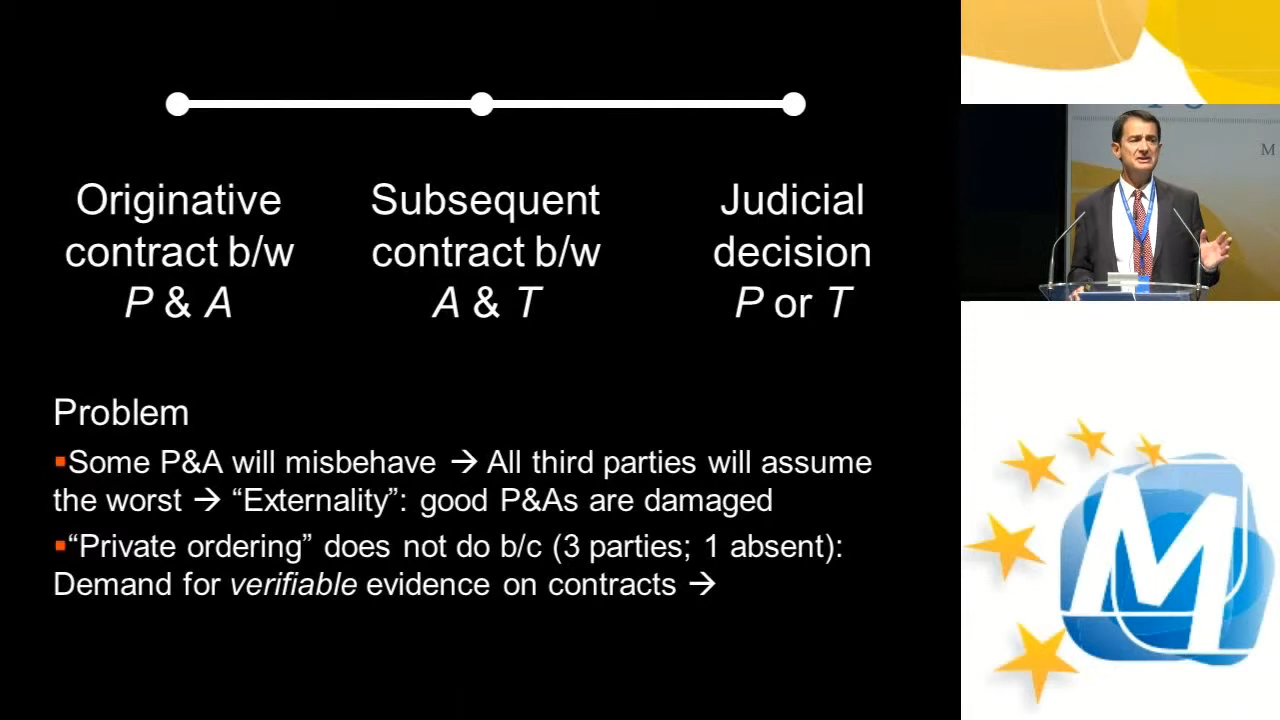 Originative
contract b/w
P & A
Subsequent
contract b/w
A & T
Judicial
decision
P or T
Problem
▪Some P&A will misbehave → All third parties will assume
the worst → “Externality”: good P&As are damaged
▪“Private ordering” does not do b/c (3 parties; 1 absent):
Demand for verifiable evidence on contracts →
M
M